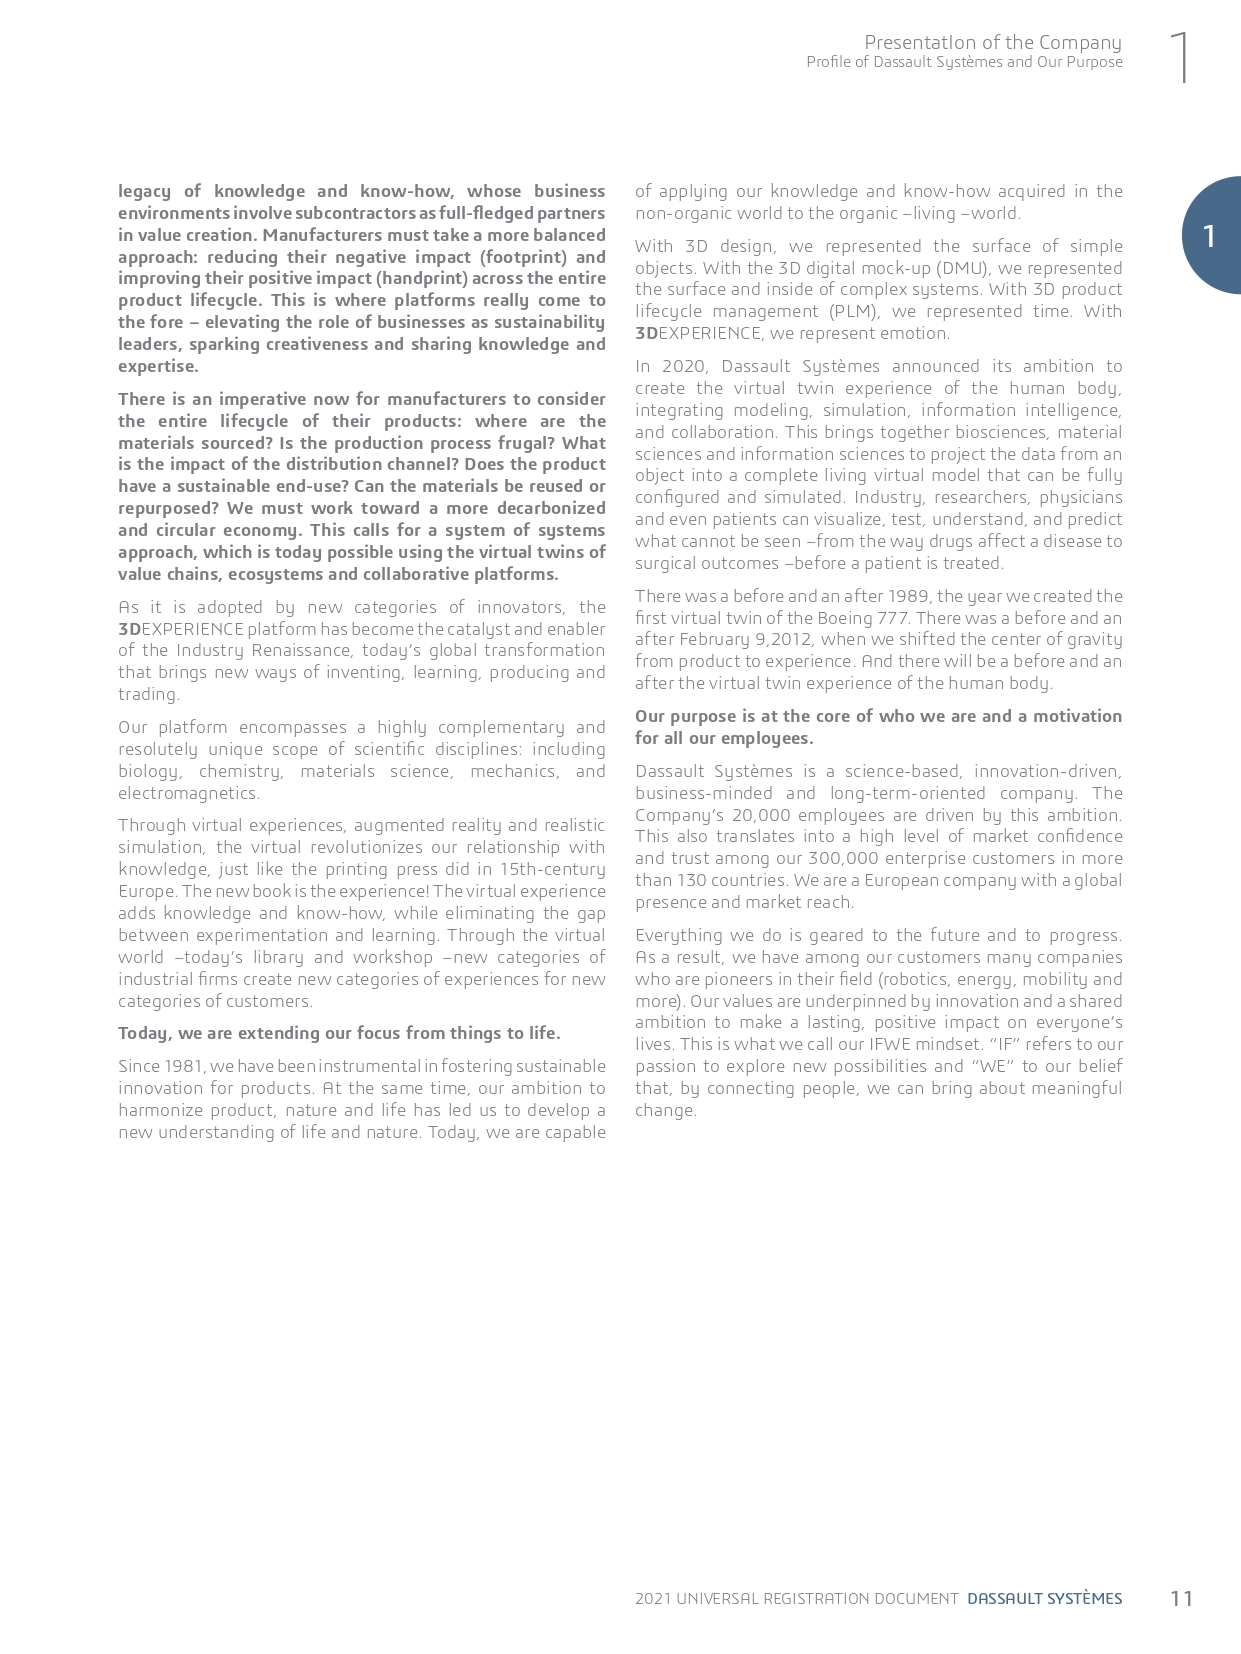 PresentatIon of the Company
Profile of Dassault Systèmes and Our Purpose
1
legacy of knowledge and know-how, whose business
environments involve subcontractors as full-fledged partners
in value creation. Manufacturers must take a more balanced
approach: reducing their negative impact (footprint) and
improving their positive impact (handprint) across the entire
product lifecycle. This is where platforms really come to
the fore – elevating the role of businesses as sustainability
leaders, sparking creativeness and sharing knowledge and
expertise.
There is an imperative now for manufacturers to consider
the entire lifecycle of their products: where are the
materials sourced? Is the production process frugal? What
is the impact of the distribution channel? Does the product
have a sustainable end-use? Can the materials be reused or
repurposed? We must work toward a more decarbonized
and circular economy. This calls for a system of systems
approach, which is today possible using the virtual twins of
value chains, ecosystems and collaborative platforms.
As it is adopted by new categories of innovators, the
3DEXPERIENCE platform has become the catalyst and enabler
of the Industry Renaissance, today’s global transformation
that brings new ways of inventing, learning, producing and
trading.
Our platform encompasses a highly complementary and
resolutely unique scope of scientific disciplines: including
biology, chemistry, materials science, mechanics, and
electromagnetics.
Through virtual experiences, augmented reality and realistic
simulation, the virtual revolutionizes our relationship with
knowledge, just like the printing press did in 15th-century
Europe. The new book is the experience! The virtual experience
adds knowledge and know-how, while eliminating the gap
between experimentation and learning. Through the virtual
world –today’s library and workshop –new categories of
industrial firms create new categories of experiences for new
categories of customers.
Today, we are extending our focus from things to life.
Since 1981, we have been instrumental in fostering sustainable
innovation for products. At the same time, our ambition to
harmonize product, nature and life has led us to develop a
new understanding of life and nature. Today, we are capable
of applying our knowledge and know-how acquired in the
non-organic world to the organic –living –world.
With 3D design, we represented the surface of simple
objects. With the 3D digital mock-up (DMU), we represented
the surface and inside of complex systems. With 3D product
lifecycle management (PLM), we represented time. With
3DEXPERIENCE, we represent emotion.
In 2020, Dassault Systèmes announced its ambition to
create the virtual twin experience of the human body,
integrating modeling, simulation, information intelligence,
and collaboration. This brings together biosciences, material
sciences and information sciences to project the data from an
object into a complete living virtual model that can be fully
configured and simulated. Industry, researchers, physicians
and even patients can visualize, test, understand, and predict
what cannot be seen –from the way drugs affect a disease to
surgical outcomes –before a patient is treated.
There was a before and an after 1989, the year we created the
first virtual twin of the Boeing 777. There was a before and an
after February 9,2012, when we shifted the center of gravity
from product to experience. And there will be a before and an
after the virtual twin experience of the human body.
Our purpose is at the core of who we are and a motivation
for all our employees.
Dassault Systèmes is a science-based, innovation-driven,
business-minded and long-term-oriented company. The
Company’s 20,000 employees are driven by this ambition.
This also translates into a high level of market confidence
and trust among our 300,000 enterprise customers in more
than 130 countries. We are a European company with a global
presence and market reach.
Everything we do is geared to the future and to progress.
As a result, we have among our customers many companies
who are pioneers in their field (robotics, energy, mobility and
more). Our values are underpinned by innovation and a shared
ambition to make a lasting, positive impact on everyone’s
lives. This is what we call our IFWE mindset. “IF” refers to our
passion to explore new possibilities and “WE” to our belief
that, by connecting people, we can bring about meaningful
change.
1
2021 UNIVERSAL REGISTRATION DOCUMENT DASSAULT SYSTÈMES 11